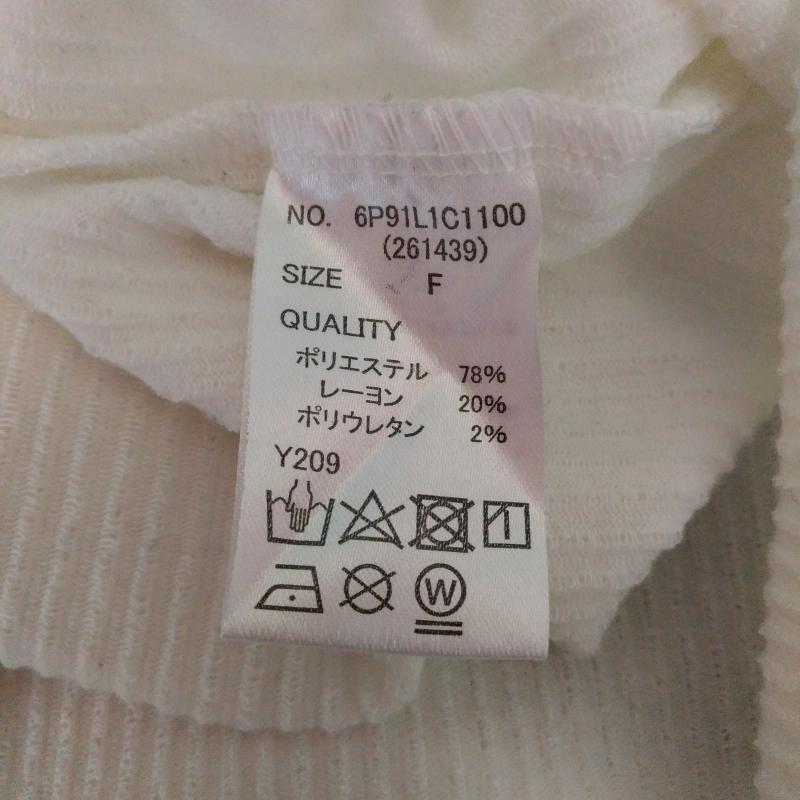 NO. 6P91L1C1100
(261439)
SIZE F
QUALITY
ポリエステル 78%
レーヨン 20%
ポリウレタン 2%
Y209
W